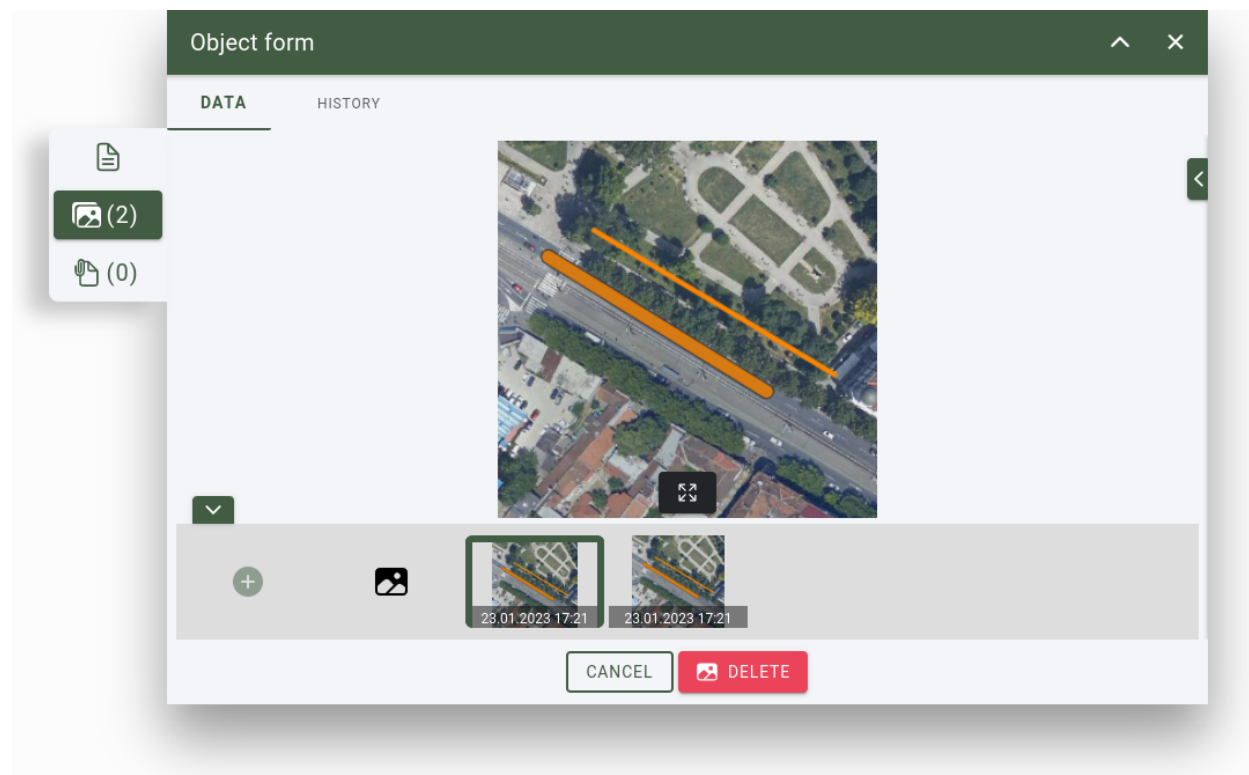 Object form
DATA
HISTORY
(2)
(0)
23.01.2023 17:21
23.01.2023 17:21
CANCEL
DELETE